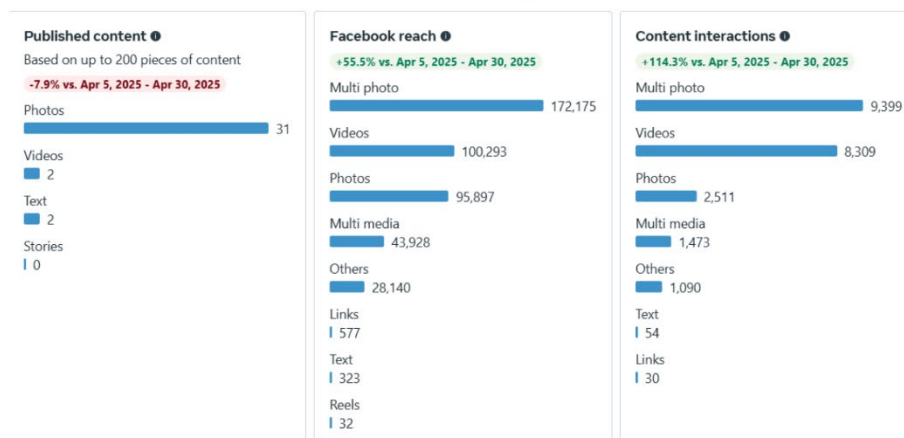 Published content
Based on up to 200 pieces of content
-7.9% vs. Apr 5, 2025 - Apr 30, 2025
Photos
31
Videos
2
Text
2
Stories
0
Facebook reach
+55.5% vs. Apr 5, 2025 - Apr 30, 2025
Multi photo
172,175
Videos
100,293
Photos
95,897
Multi media
43,928
Others
28,140
Links
577
Text
323
Reels
32
Content interactions
+114.3% vs. Apr 5, 2025 - Apr 30, 2025
Multi photo
9,399
Videos
8,309
Photos
2,511
Multi media
1,473
Others
1,090
Text
54
Links
30